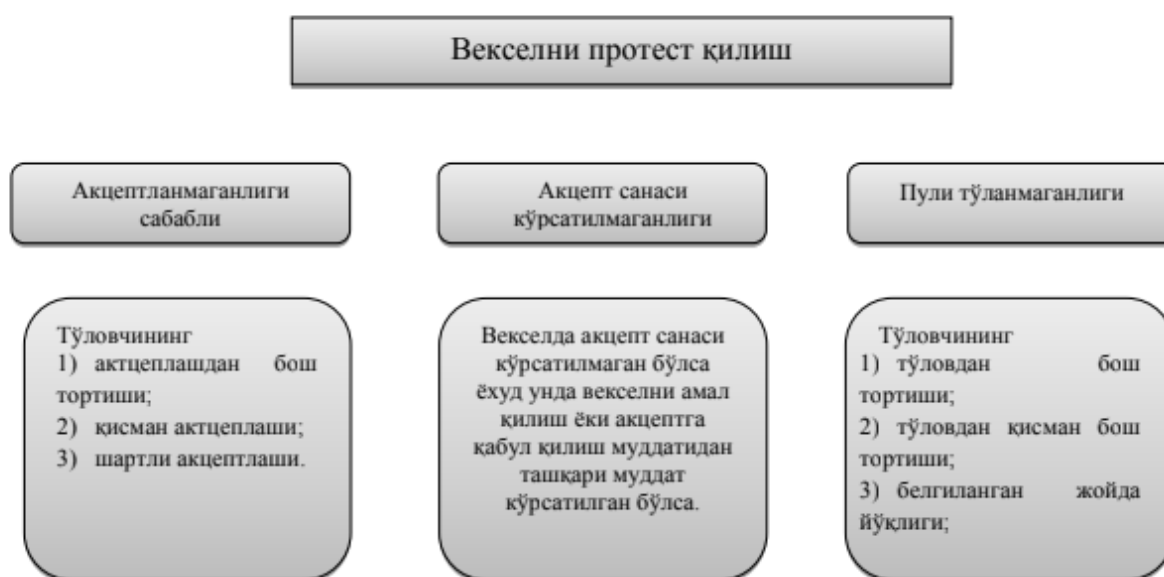 Векселни протест қилиш
Акцептланмаганлиги
сабабли
Акцепт санаси
кўрсатилмаганлиги
Пули тўланмаганлиги
Тўловчининг
1) актцеплашдан бош
тортиши;
2) қисман актцеплаши;
3) шартли акцептлаши.
Векселда акцепт санаси
кўрсатилмаган бўлса
ёхуд унда векселни амал
қилиш ёки акцептга
қабул қилиш муддатидан
ташқари муддат
кўрсатилган бўлса.
Тўловчининг
1) тўловдан бош
тортиши;
2) тўловдан қисман бош
тортиши;
3) белгиланган жойда
йўқлиги;